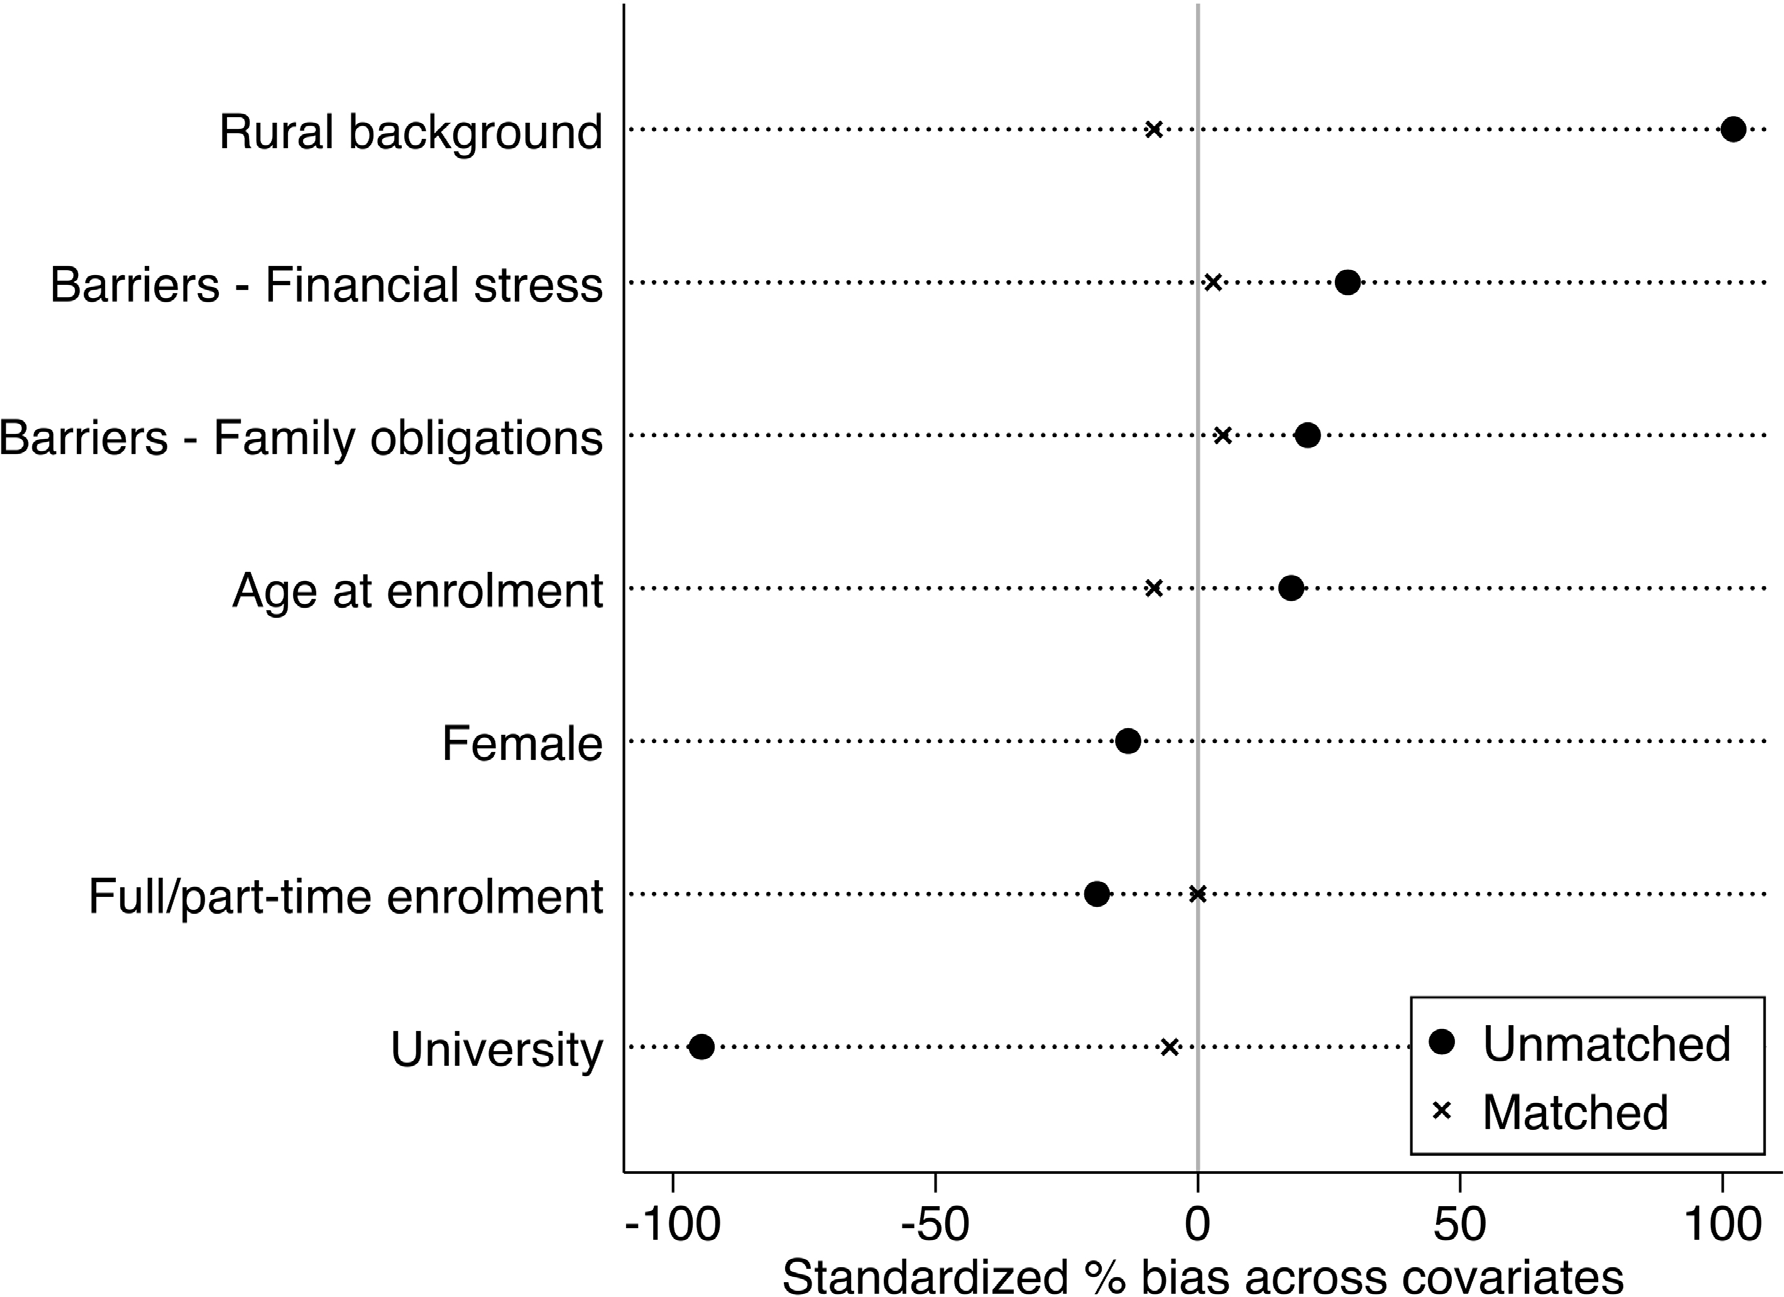 Rural background
Barriers - Financial stress
Barriers - Family obligations
Age at enrolment
Female
Full/part-time enrolment
University
Unmatched
Matched
-100 -50 0 50 100
Standardized % bias across covariates